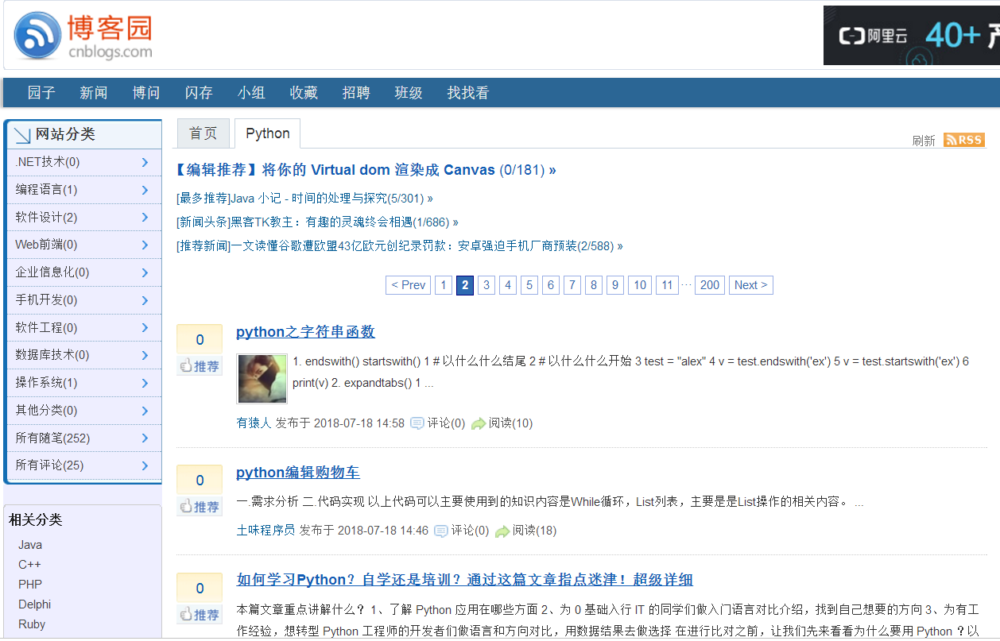 博客园
cnblogs.com
阿里云 40+
园子 新闻 博问 闪存 小组 收藏 招聘 班级 找找看
网站分类
.NET技术(0)
编程语言(1)
软件设计(2)
Web前端(0)
企业信息化(0)
手机开发(0)
软件工程(0)
数据库技术(0)
操作系统(1)
其他分类(0)
所有随笔(252)
所有评论(25)
相关分类
Java
C++
PHP
Delphi
Ruby
首页 Python
刷新 RSS
【编辑推荐】将你的 Virtual dom 渲染成 Canvas (0/181) »
[最多推荐]Java 小记 - 时间的处理与探究(5/301) »
[新闻头条]黑客TK教主：有趣的灵魂终会相遇(1/686) »
[推荐新闻]一文读懂谷歌遭欧盟43亿欧元创纪录罚款：安卓强迫手机厂商预装(2/588) »
< Prev 1 2 3 4 5 6 7 8 9 10 11 ··· 200 Next >
0
推荐
python之字符串函数
1. endswith() startswith() 1 # 以什么什么结尾 2 # 以什么什么开始 3 test = "alex" 4 v = test.endswith('ex') 5 v = test.startswith('ex') 6
print(v) 2. expandtabs() 1 ...
有猿人 发布于 2018-07-18 14:58 评论(0) 阅读(10)
0
推荐
python编辑购物车
一.需求分析 二.代码实现 以上代码可以主要使用到的知识内容是While循环，List列表，主要是是List操作的相关内容。 ...
土味程序员 发布于 2018-07-18 14:46 评论(0) 阅读(18)
0
推荐
如何学习Python？自学还是培训？通过这篇文章指点迷津！超级详细
本篇文章重点讲解什么？ 1、了解 Python 应用在哪些方面 2、为 0 基础入行 IT 的同学们做入门语言对比介绍，找到自己想要的方向 3、为有工
作经验，想转型 Python 工程师的开发者们做语言和方向对比，用数据结果去做选择 在进行比对之前，让我们先来看看为什么要用 Python ？以